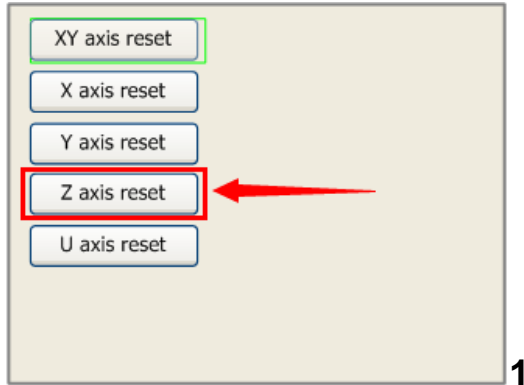 XY axis reset
X axis reset
Y axis reset
Z axis reset
U axis reset
1